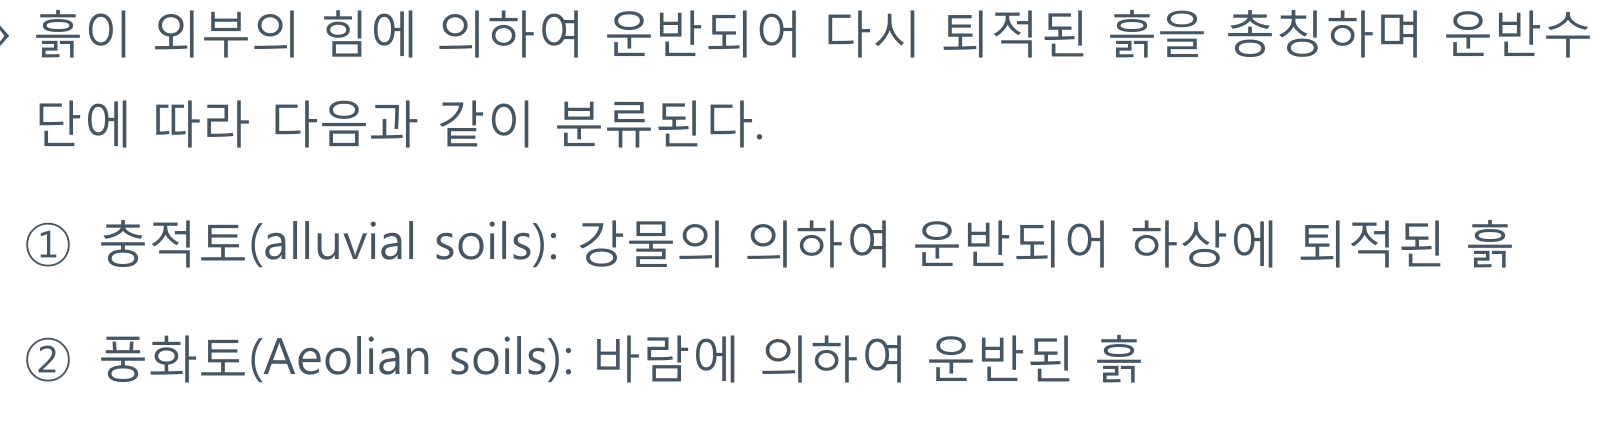 > 흙이 외부의 힘에 의하여 운반되어 다시 퇴적된 흙을 총칭하며 운반수
단에 따라 다음과 같이 분류된다.
① 충적토(alluvial soils): 강물의 의하여 운반되어 하상에 퇴적된 흙
② 풍화토(Aeolian soils): 바람에 의하여 운반된 흙